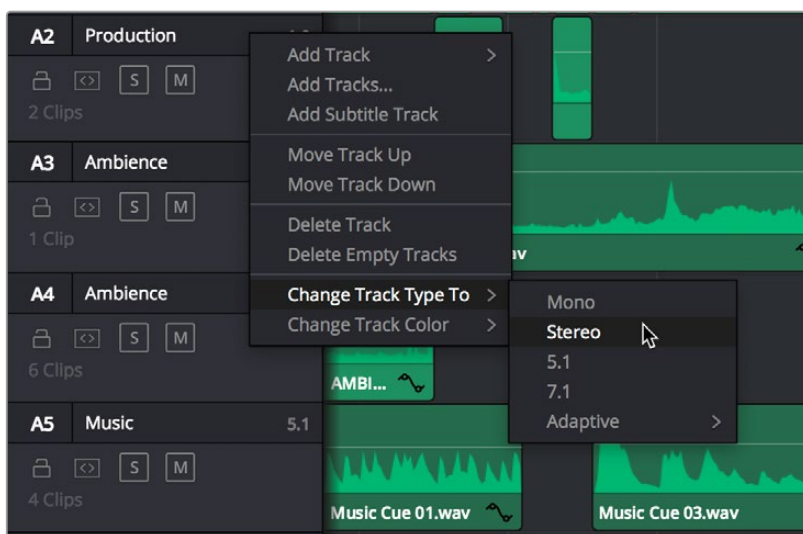 A2 Production
S M
2 Clips
A3 Ambience
S M
1 Clip
A4 Ambience
S M
6 Clips
A5 Music 5.1
S M
4 Clips
Add Track >
Add Tracks...
Add Subtitle Track
Move Track Up
Move Track Down
Delete Track
Delete Empty Tracks
Change Track Type To >
Change Track Color >
Mono
Stereo
5.1
7.1
Adaptive >
AMBI...
Music Cue 01.wav
Music Cue 03.wav